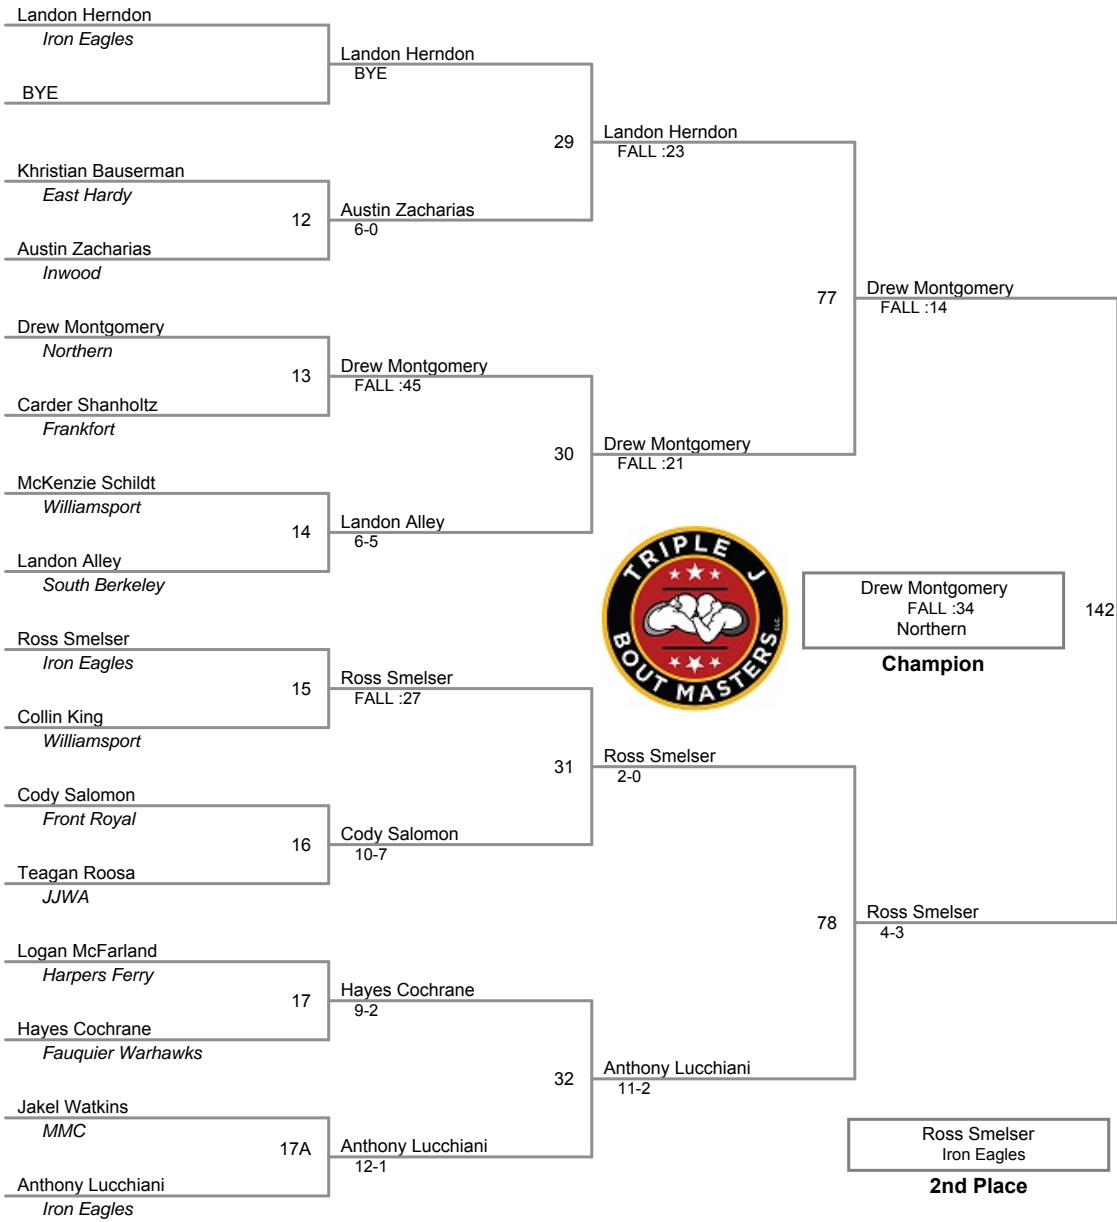 Landon Herndon
Iron Eagles
BYE
Khristian Bauserman
East Hardy
12
Austin Zacharias
Inwood
Drew Montgomery
Northern
13
Carder Shanholtz
Frankfort
McKenzie Schildt
Williamsport
14
Landon Alley
South Berkeley
Ross Smelser
Iron Eagles
15
Collin King
Williamsport
Cody Salomon
Front Royal
16
Teagan Roosa
JJWA
Logan McFarland
Harpers Ferry
17
Hayes Cochrane
Fauquier Warhawks
Jakel Watkins
MMC
17A
Anthony Lucchiani
Iron Eagles
Landon Herndon
BYE
29
Austin Zacharias
6-0
Drew Montgomery
FALL :45
30
Landon Alley
6-5
Ross Smelser
FALL :27
31
Cody Salomon
10-7
Hayes Cochrane
9-2
32
Anthony Lucchiani
12-1
Landon Herndon
FALL :23
77
Drew Montgomery
FALL :21
Ross Smelser
2-0
78
Anthony Lucchiani
11-2
Drew Montgomery
FALL :14
TRIPLE J
BOUT MASTERS LLC.
Drew Montgomery
FALL :34
Northern
142
Champion
Ross Smelser
4-3
Ross Smelser
Iron Eagles
2nd Place